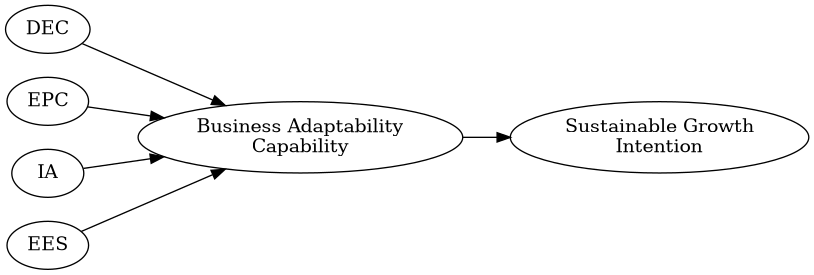 DEC
EPC
IA
EES
Business Adaptability
Capability
Sustainable Growth
Intention